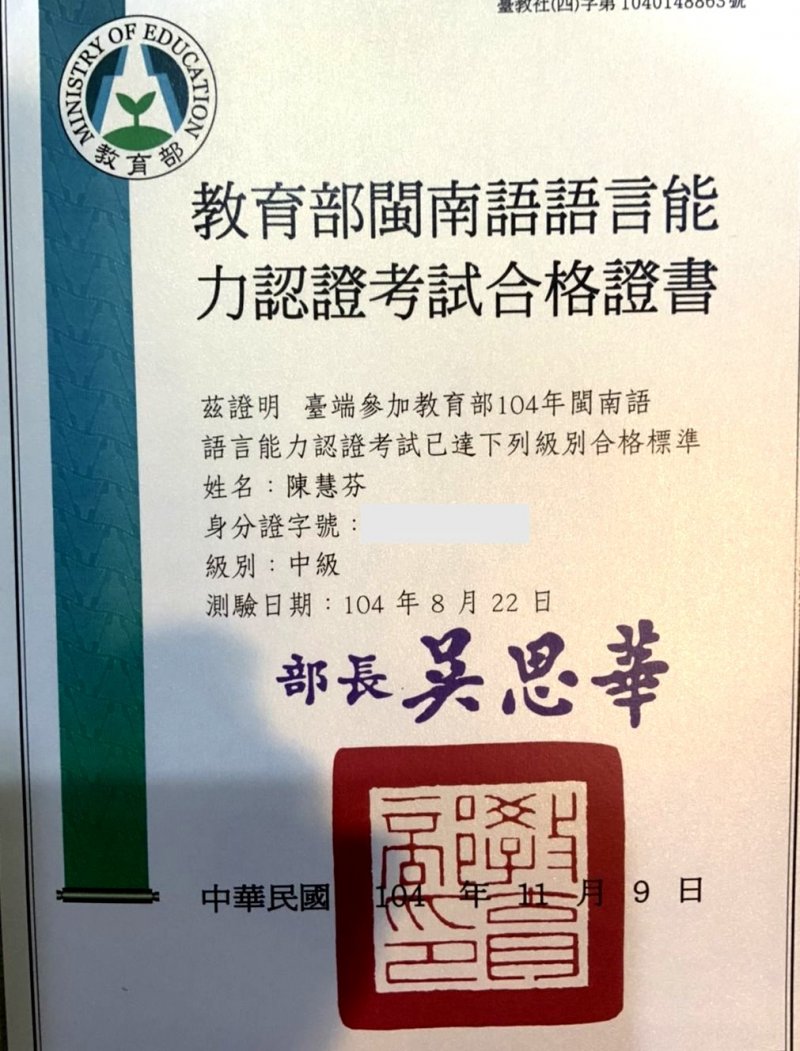 臺教社(四)字第1040148863號
MINISTRY OF EDUCATION
教育部
教育部閩南語語言能
力認證考試合格證書
茲證明 臺端參加教育部104年閩南語
語言能力認證考試已達下列級別合格標準
姓名：陳慧芬
身分證字號：
級別：中級
測驗日期：104 年 8 月 22 日
部長 吳思華
教育部印
中華民國 104 年 11 月 9 日